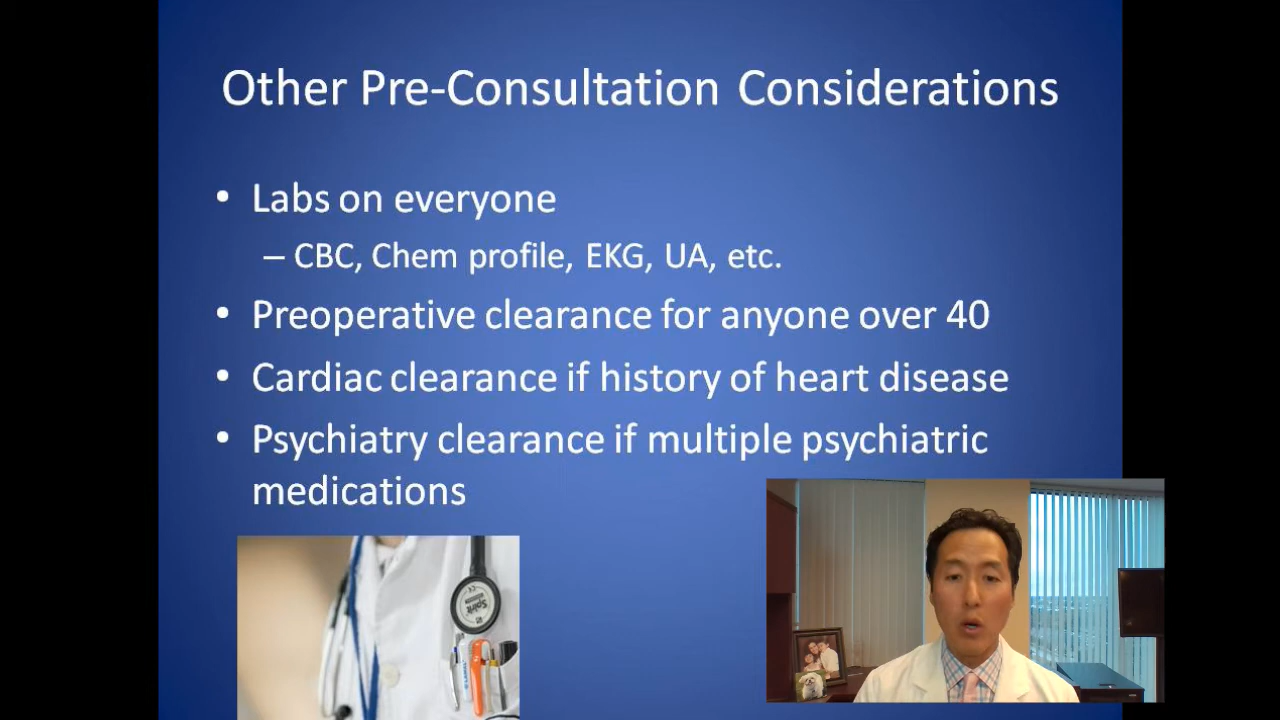 Other Pre-Consultation Considerations
• Labs on everyone
– CBC, Chem profile, EKG, UA, etc.
• Preoperative clearance for anyone over 40
• Cardiac clearance if history of heart disease
• Psychiatry clearance if multiple psychiatric
medications
Spirit